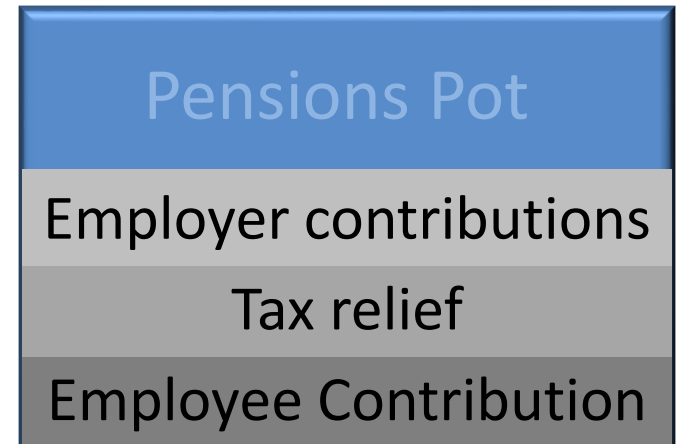 Pensions Pot
Employer contributions
Tax relief
Employee Contribution